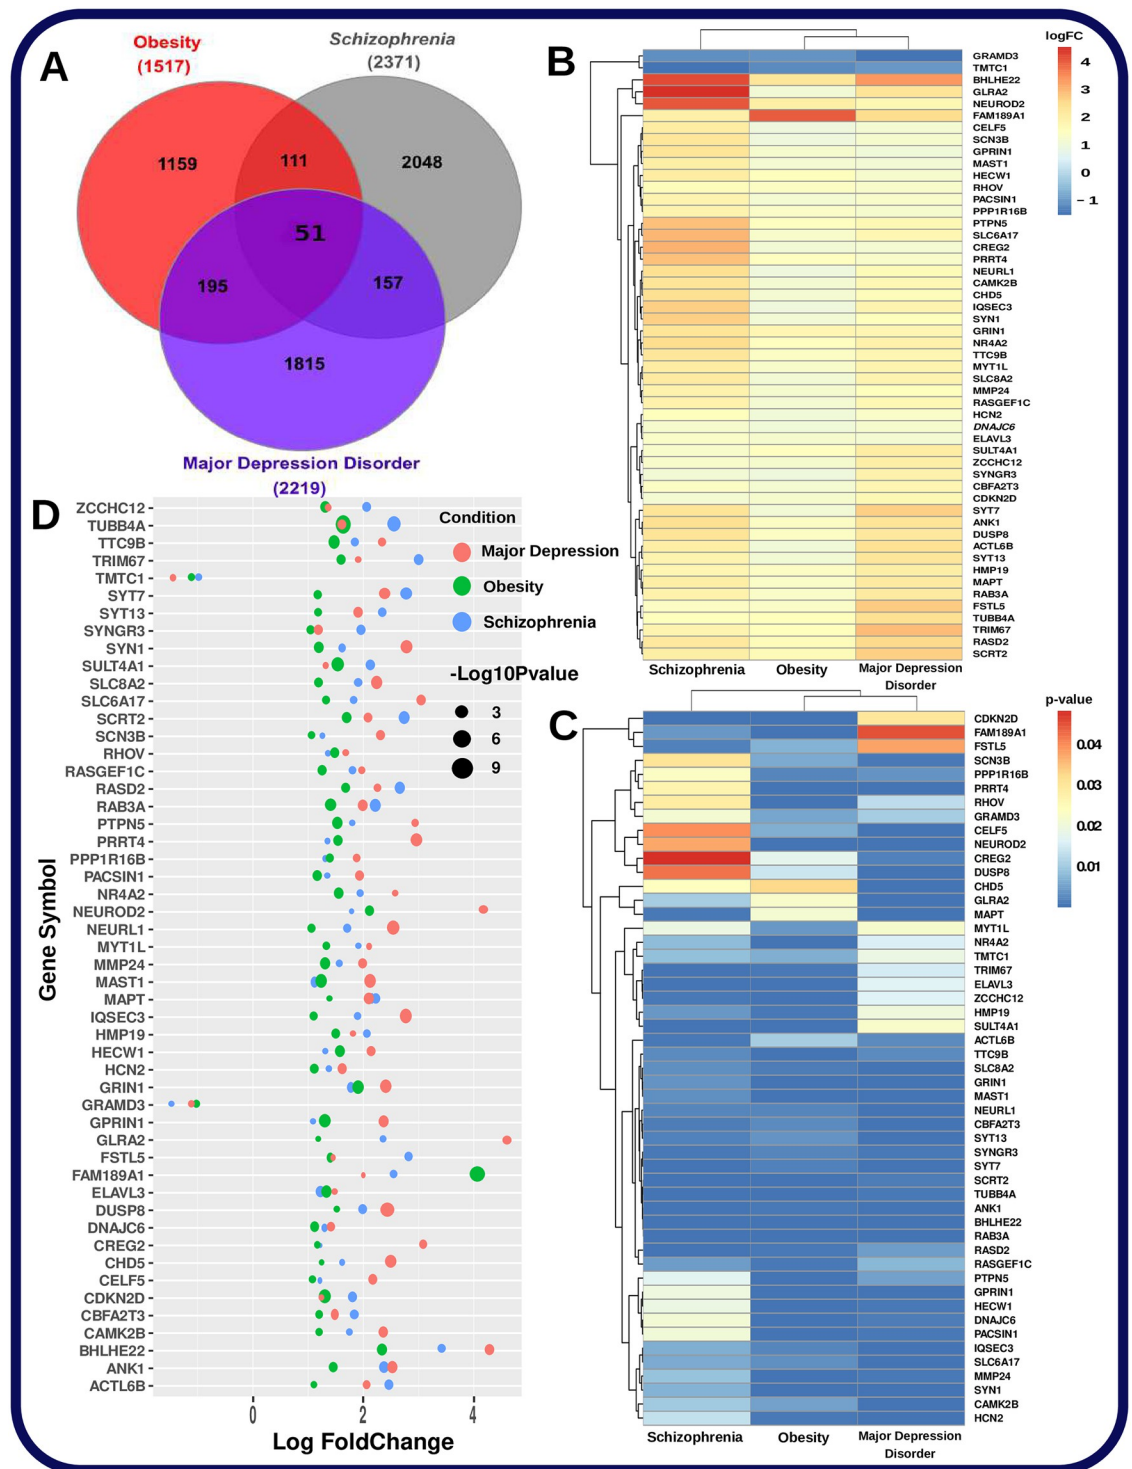 A
Obesity
(1517)
Schizophrenia
(2371)
1159
111
2048
51
195
157
1815
Major Depression Disorder
(2219)
B
logFC
4
3
2
1
0
−1
GRAMD3
TMTC1
BHLHE22
GLRA2
NEUROD2
FAM189A1
CELF5
SCN3B
GPRIN1
MAST1
HECW1
RHOV
PACSIN1
PPP1R16B
PTPN5
SLC6A17
CREG2
PRRT4
NEURL1
CAMK2B
CHD5
IQSEC3
SYN1
GRIN1
NR4A2
TTC9B
MYT1L
SLC8A2
MMP24
RASGEF1C
HCN2
DNAJC6
ELAVL3
SULT4A1
ZCCHC12
SYNGR3
CBFA2T3
CDKN2D
SYT7
ANK1
DUSP8
ACTL6B
SYT13
HMP19
MAPT
RAB3A
FSTL5
TUBB4A
TRIM67
RASD2
SCRT2
Schizophrenia
Obesity
Major Depression
Disorder
C
p-value
0.04
0.03
0.02
0.01
CDKN2D
FAM189A1
FSTL5
SCN3B
PPP1R16B
PRRT4
RHOV
GRAMD3
CELF5
NEUROD2
CREG2
DUSP8
CHD5
GLRA2
MAPT
MYT1L
NR4A2
TMTC1
TRIM67
ELAVL3
ZCCHC12
HMP19
SULT4A1
ACTL6B
TTC9B
SLC8A2
GRIN1
MAST1
NEURL1
CBFA2T3
SYT13
SYNGR3
SYT7
SCRT2
TUBB4A
ANK1
BHLHE22
RAB3A
RASD2
RASGEF1C
PTPN5
GPRIN1
HECW1
DNAJC6
PACSIN1
IQSEC3
SLC6A17
MMP24
SYN1
CAMK2B
HCN2
Schizophrenia
Obesity
Major Depression
Disorder
D
Gene Symbol
ZCCHC12
TUBB4A
TTC9B
TRIM67
TMTC1
SYT7
SYT13
SYNGR3
SYN1
SULT4A1
SLC8A2
SLC6A17
SCRT2
SCN3B
RHOV
RASGEF1C
RASD2
RAB3A
PTPN5
PRRT4
PPP1R16B
PACSIN1
NR4A2
NEUROD2
NEURL1
MYT1L
MMP24
MAST1
MAPT
IQSEC3
HMP19
HECW1
HCN2
GRIN1
GRAMD3
GPRIN1
GLRA2
FSTL5
FAM189A1
ELAVL3
DUSP8
DNAJC6
CREG2
CHD5
CELF5
CDKN2D
CBFA2T3
CAMK2B
BHLHE22
ANK1
ACTL6B
Condition
Major Depression
Obesity
Schizophrenia
-Log10Pvalue
3
6
9
0
2
4
Log FoldChange